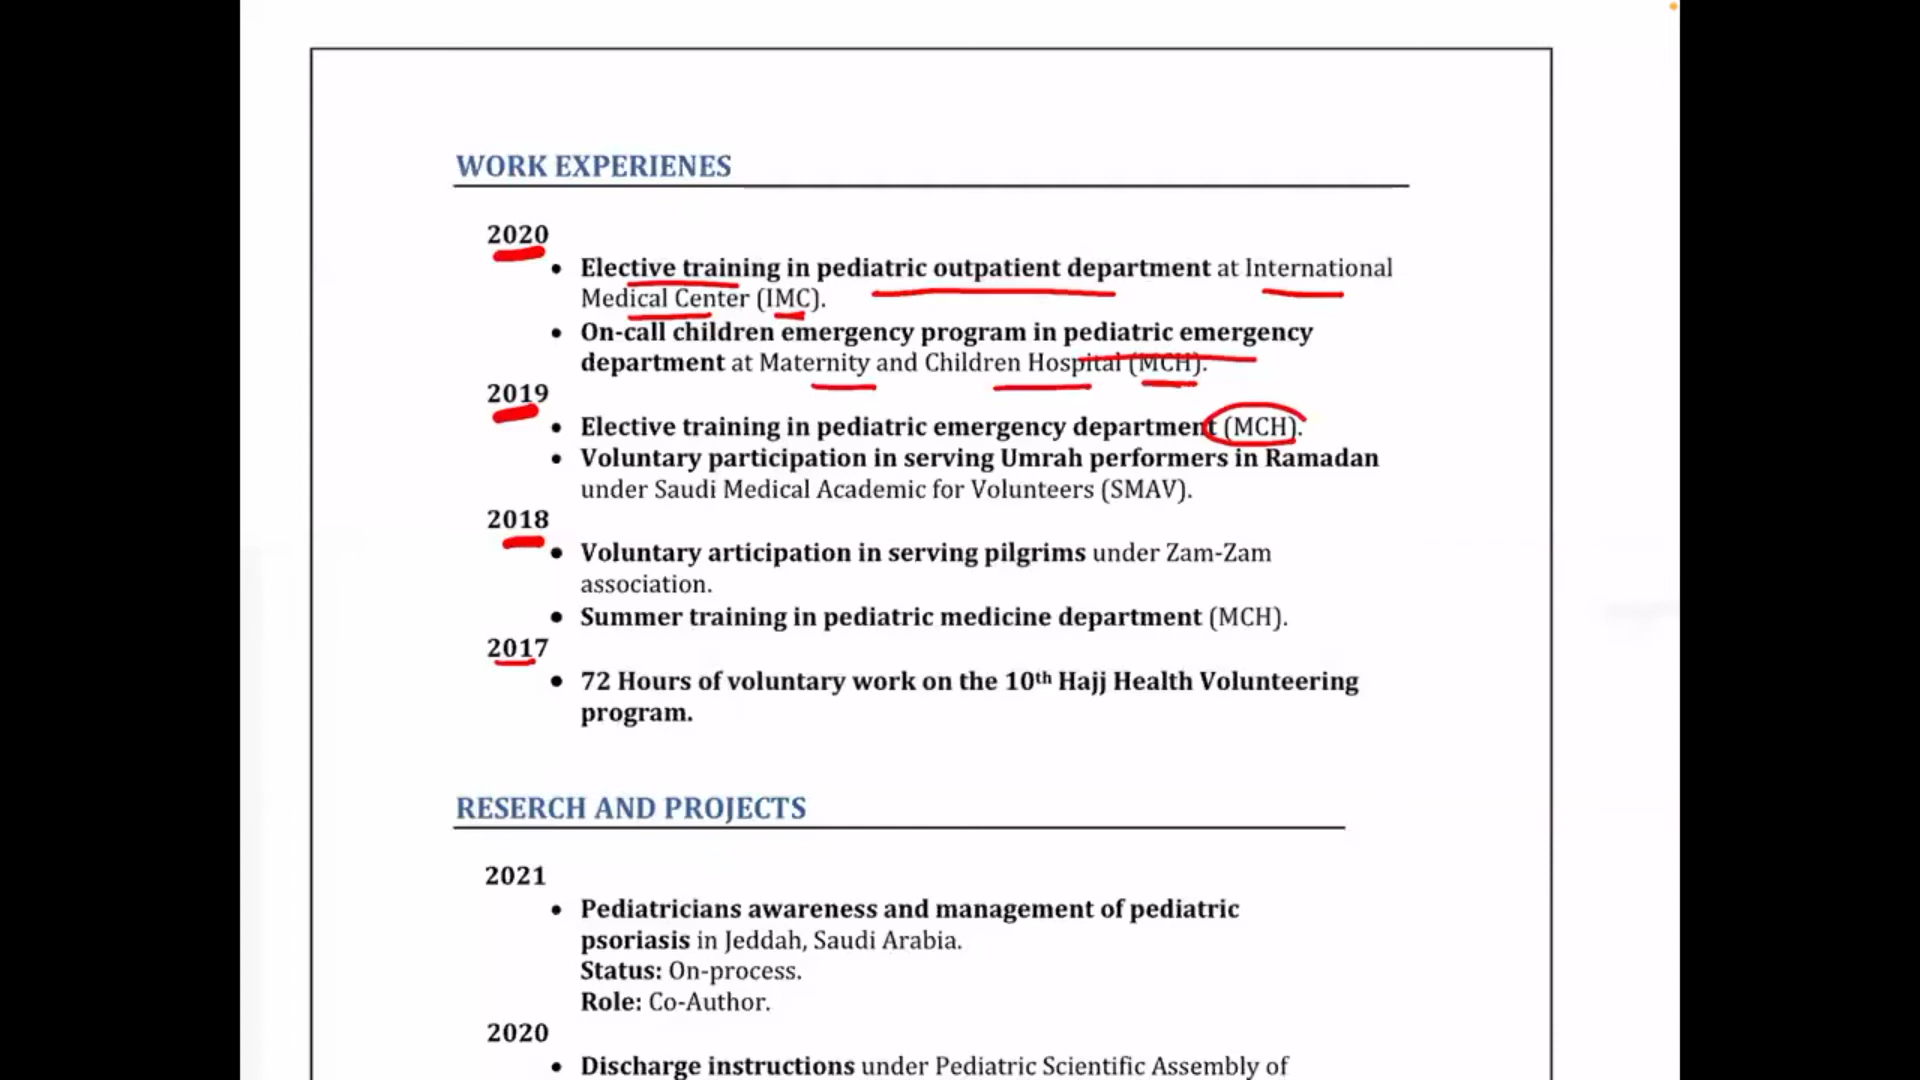 WORK EXPERIENES
2020
• Elective training in pediatric outpatient department at International
Medical Center (IMC).
• On-call children emergency program in pediatric emergency
department at Maternity and Children Hospital (MCH).
2019
• Elective training in pediatric emergency department (MCH).
• Voluntary participation in serving Umrah performers in Ramadan
under Saudi Medical Academic for Volunteers (SMAV).
2018
• Voluntary articipation in serving pilgrims under Zam-Zam
association.
• Summer training in pediatric medicine department (MCH).
2017
• 72 Hours of voluntary work on the 10th Hajj Health Volunteering
program.
RESERCH AND PROJECTS
2021
• Pediatricians awareness and management of pediatric
psoriasis in Jeddah, Saudi Arabia.
Status: On-process.
Role: Co-Author.
2020
• Discharge instructions under Pediatric Scientific Assembly of